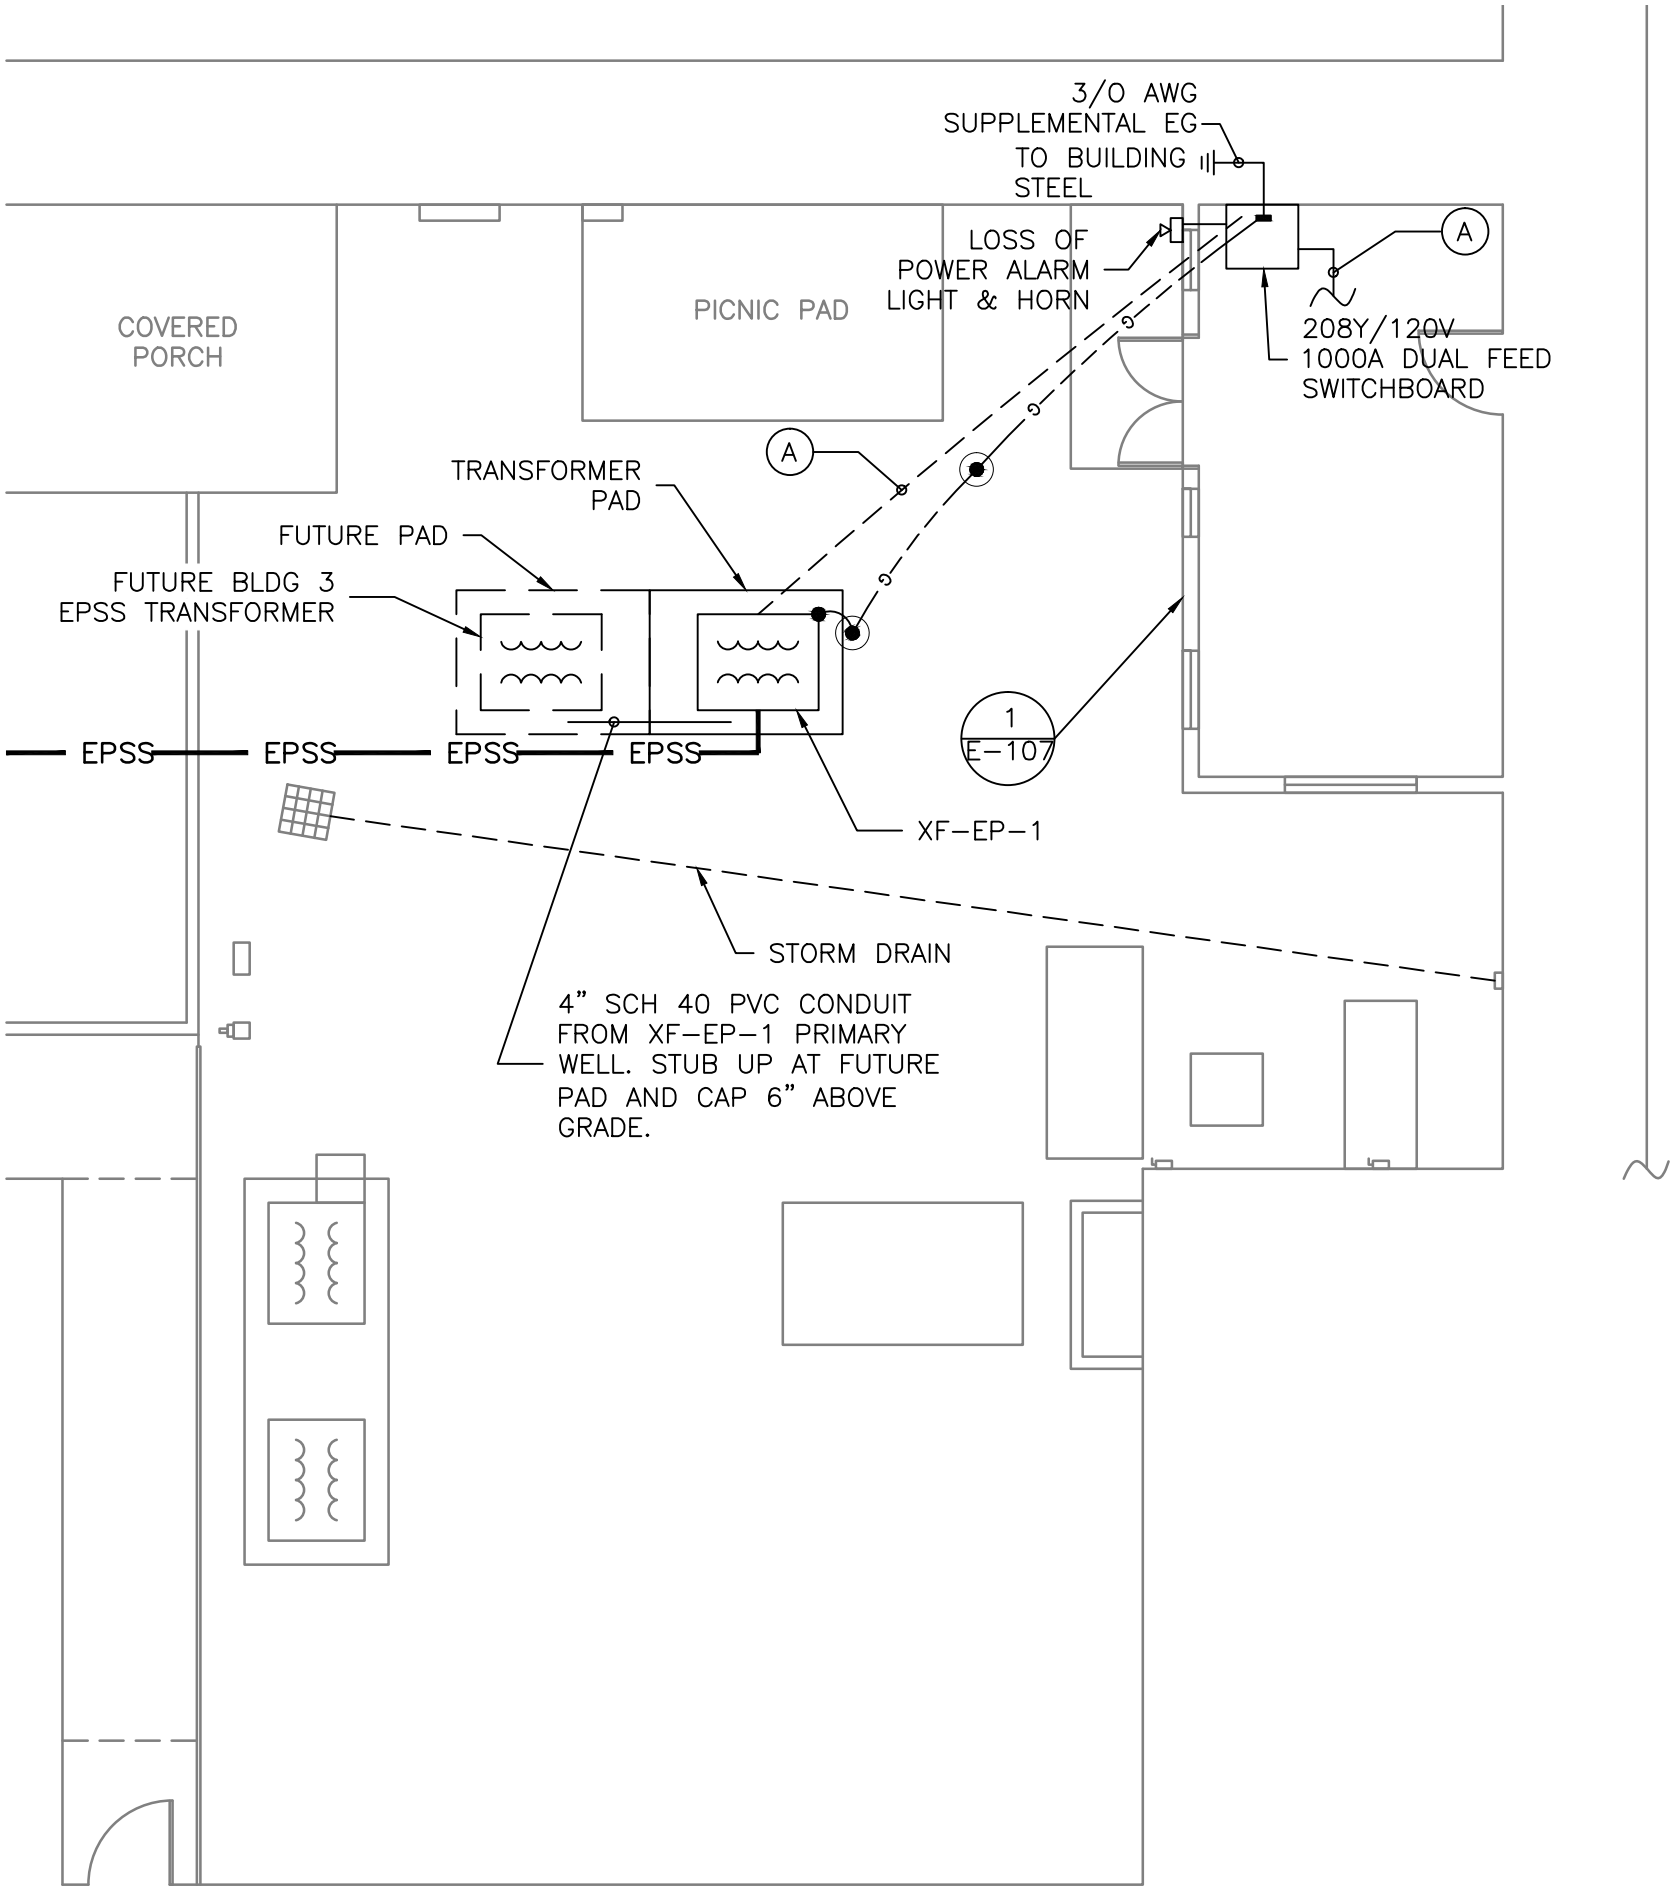 3/0 AWG
SUPPLEMENTAL EG
TO BUILDING
STEEL
LOSS OF
POWER ALARM
LIGHT & HORN
A
208Y/120V
1000A DUAL FEED
SWITCHBOARD
COVERED
PORCH
PICNIC PAD
G
G
G
A
TRANSFORMER
PAD
FUTURE PAD
FUTURE BLDG 3
EPSS TRANSFORMER
1
E-107
EPSS EPSS EPSS EPSS
XF-EP-1
STORM DRAIN
4" SCH 40 PVC CONDUIT
FROM XF-EP-1 PRIMARY
WELL. STUB UP AT FUTURE
PAD AND CAP 6" ABOVE
GRADE.